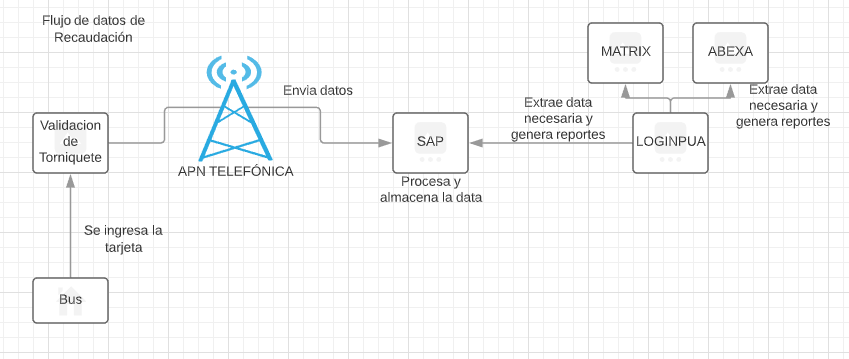 Flujo de datos de
Recaudación
MATRIX
ABEXA
Envia datos
Extrae data
necesaria y
genera reportes
Extrae data
necesaria y
genera reportes
Validacion
de
Torniquete
SAP
LOGINPUA
APN TELEFÓNICA
Procesa y
almacena la data
Se ingresa la
tarjeta
Bus